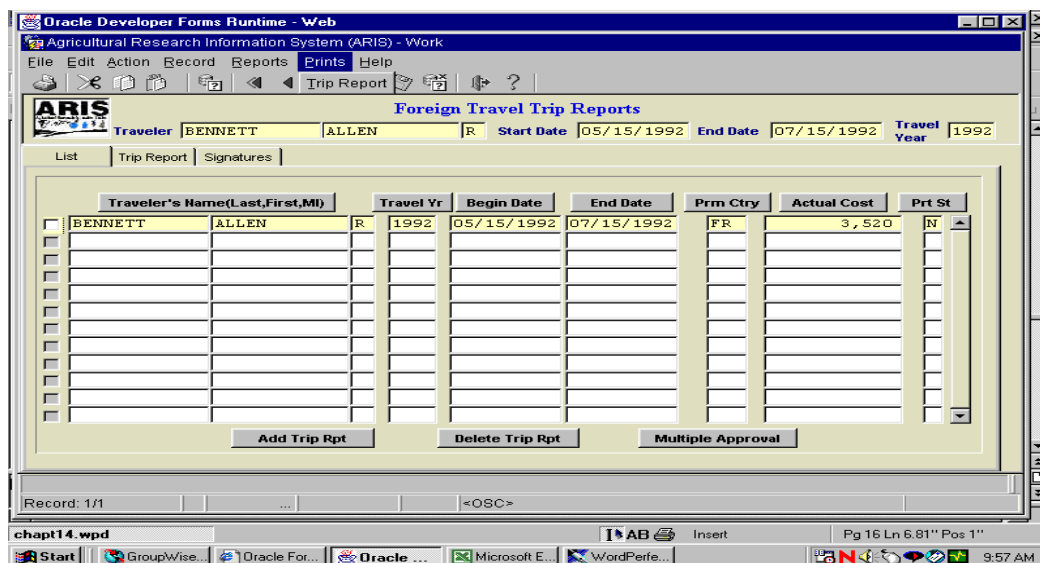 Oracle Developer Forms Runtime - Web
Agricultural Research Information System (ARIS) - Work
File Edit Action Record Reports Prints Help
Trip Report
ARIS
Foreign Travel Trip Reports
Traveler BENNETT ALLEN R Start Date 05/15/1992 End Date 07/15/1992 Travel Year 1992
List Trip Report Signatures
Traveler's Name(Last,First,MI) Travel Yr Begin Date End Date Prm Ctry Actual Cost Prt St
BENNETT ALLEN R 1992 05/15/1992 07/15/1992 FR 3,520 N
Add Trip Rpt Delete Trip Rpt Multiple Approval
Record: 1/1 ... <OSC>
chapt14.wpd AB Insert Pg 16 Ln 6.81" Pos 1"
Start GroupWise... Oracle For... Oracle ... Microsoft E... WordPerfe... N 9:57 AM